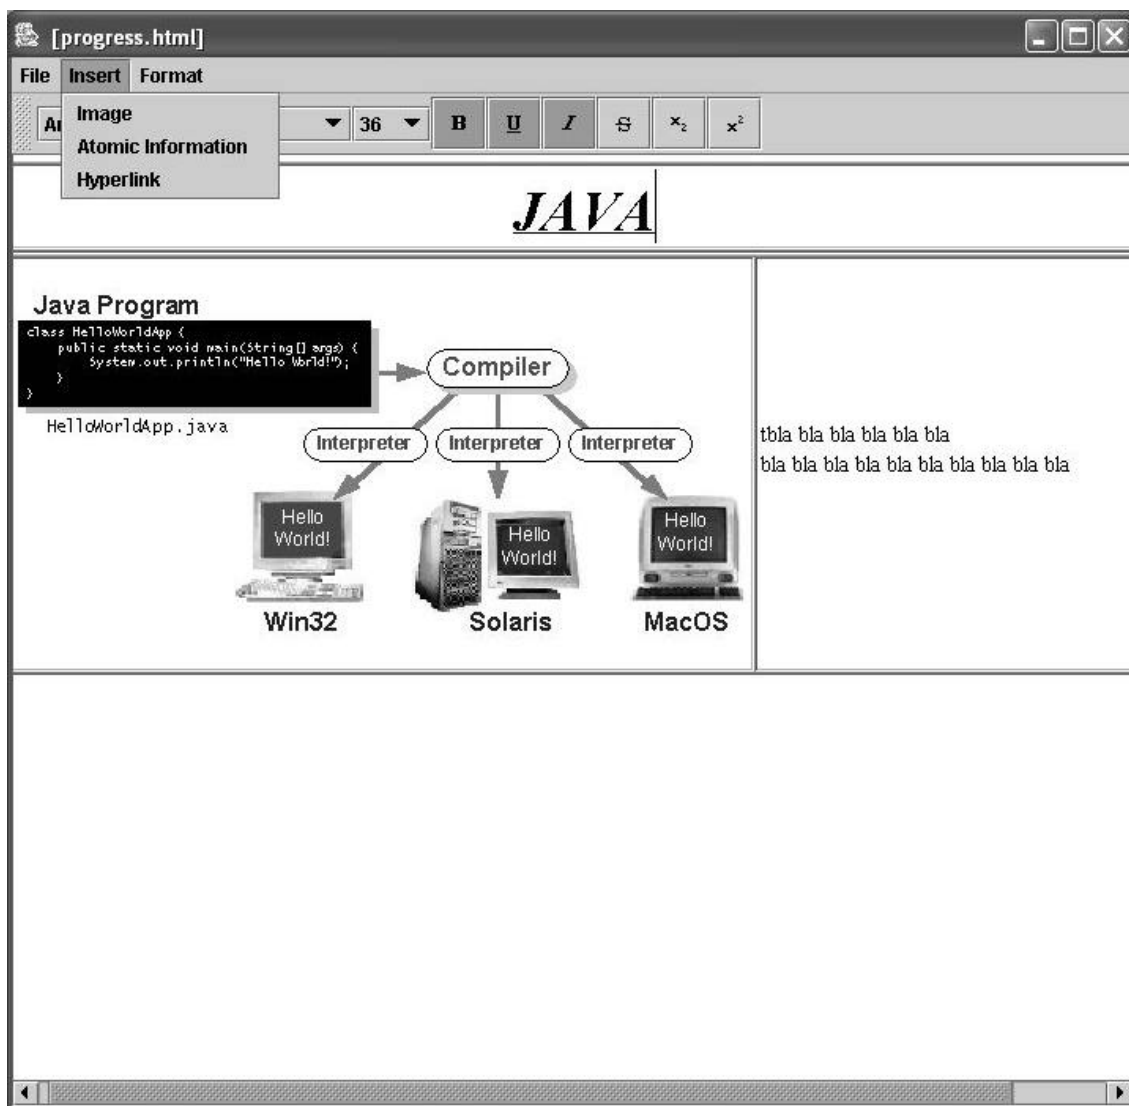 [progress.html]
File Insert Format
Image
Atomic Information
Hyperlink
36 B U I S x2 x2
JAVA
Java Program
class HelloWorldApp {
public static void main(String[] args) {
System.out.println("Hello World!");
}
}
HelloWorldApp.java
Compiler
Interpreter Interpreter Interpreter
Hello
World!
Hello
World!
Hello
World!
Win32 Solaris MacOS
tbla bla bla bla bla bla
bla bla bla bla bla bla bla bla bla bla